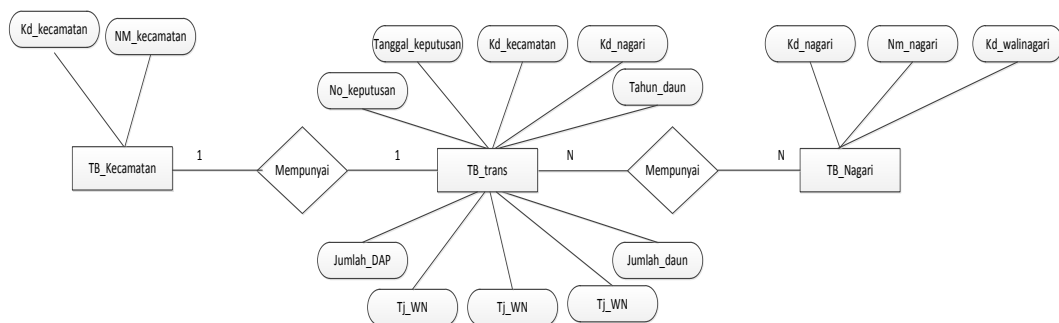 Kd_kecamatan
NM_kecamatan
Tanggal_keputusan
Kd_kecamatan
Kd_nagari
No_keputusan
Tahun_daun
Kd_nagari
Nm_nagari
Kd_walinagari
TB_Kecamatan
1
Mempunyai
1
TB_trans
N
Mempunyai
N
TB_Nagari
Jumlah_DAP
Tj_WN
Tj_WN
Tj_WN
Jumlah_daun